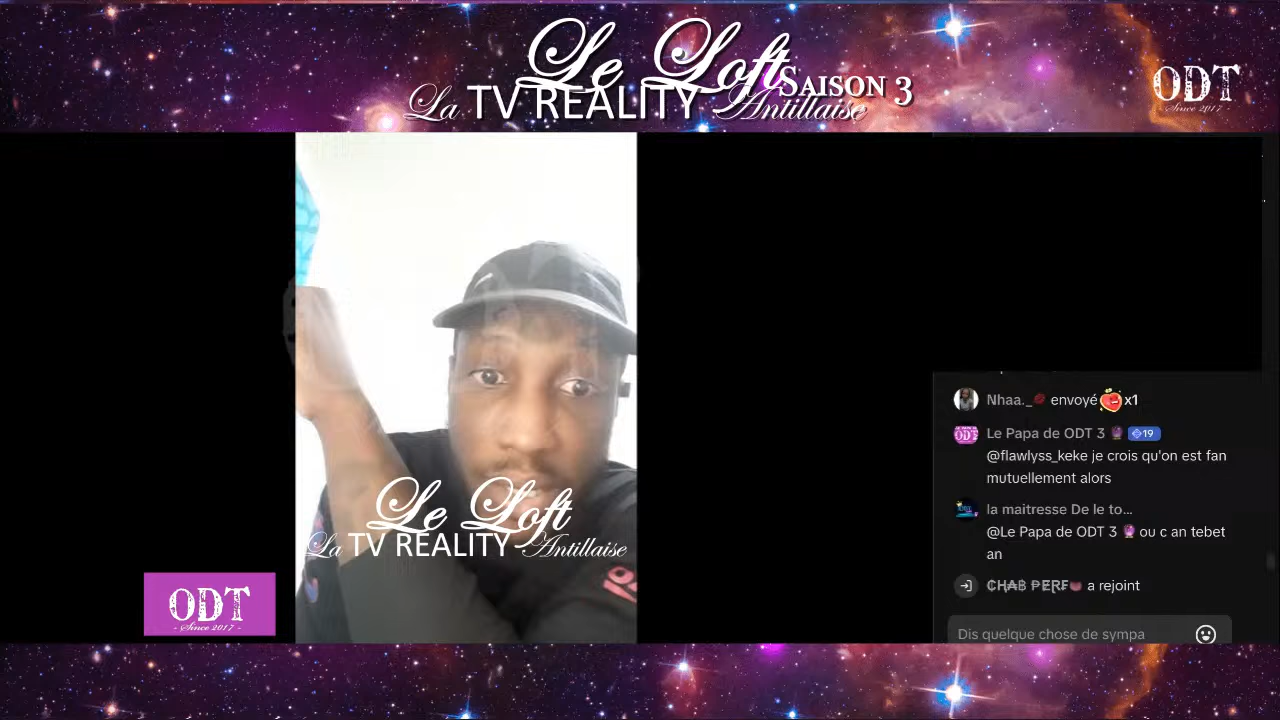 Le Loft
Saison 3
La TV REALITY Antillaise
ODT
Since 2017
Nhaa._💋 envoyé x1
ODT
Le Papa de ODT 3 🔮 19
@flawlyss_keke je crois qu'on est fan
mutuellement alors
la maitresse De le to...
@Le Papa de ODT 3 🔮 ou c an tebet
an
₵Ⱨ₳฿ ₱ɆⱤ₣👅 a rejoint
Dis quelque chose de sympa
Le Loft
La TV REALITY Antillaise
ODT
- Since 2017 -